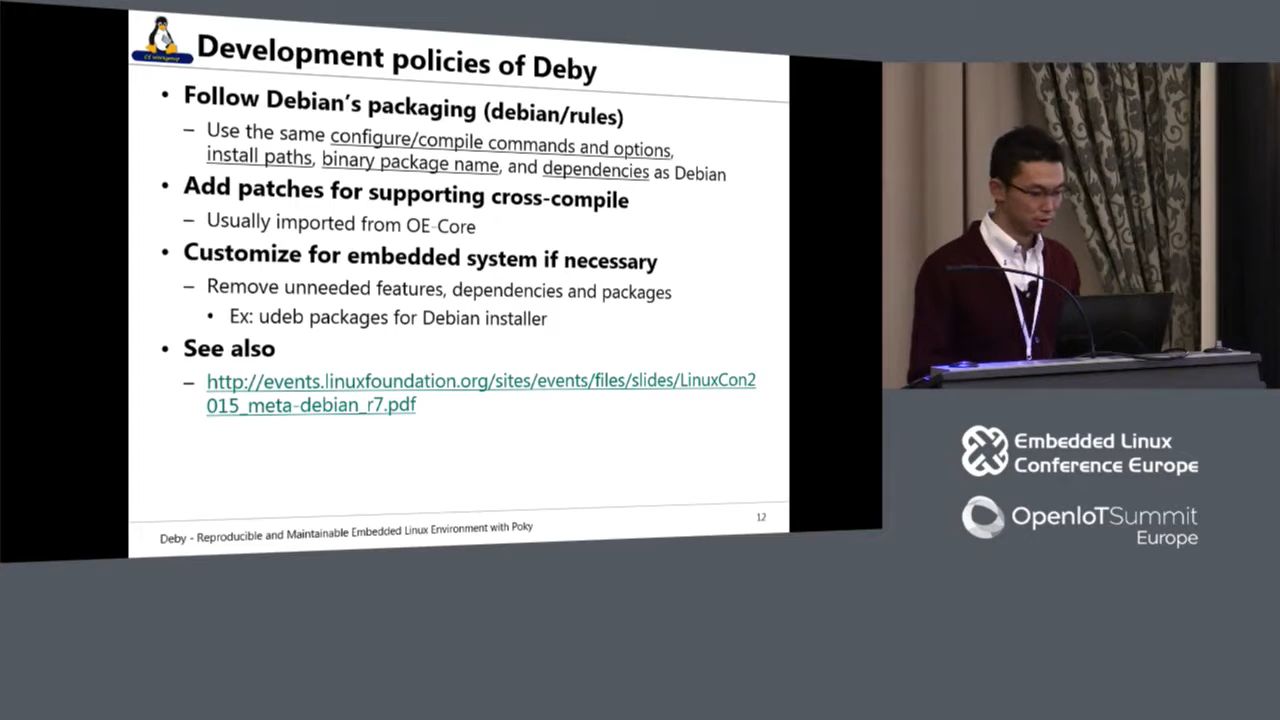 Development policies of Deby
• Follow Debian's packaging (debian/rules)
– Use the same configure/compile commands and options,
install paths, binary package name, and dependencies as Debian
• Add patches for supporting cross-compile
– Usually imported from OE-Core
• Customize for embedded system if necessary
– Remove unneeded features, dependencies and packages
• Ex: udeb packages for Debian installer
• See also
– http://events.linuxfoundation.org/sites/events/files/slides/LinuxCon2
015_meta-debian_r7.pdf
Deby - Reproducible and Maintainable Embedded Linux Environment with Poky
12
Embedded Linux
Conference Europe
OpenIoTSummit
Europe